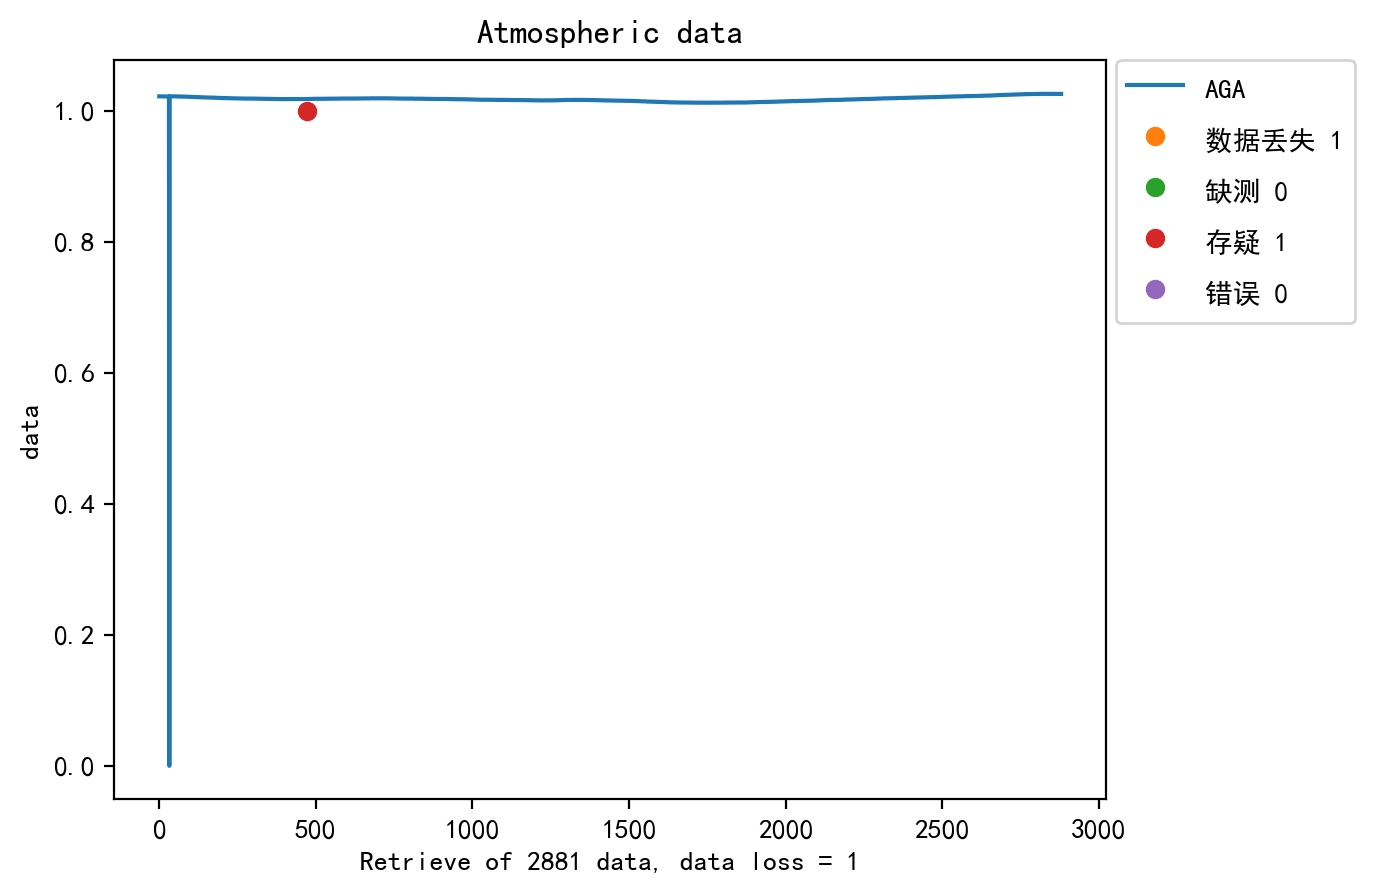 Atmospheric data
1.0
0.8
0.6
0.4
0.2
0.0
data
0
500
1000
1500
2000
2500
3000
Retrieve of 2881 data, data loss = 1
AGA
数据丢失 1
缺测 0
存疑 1
错误 0